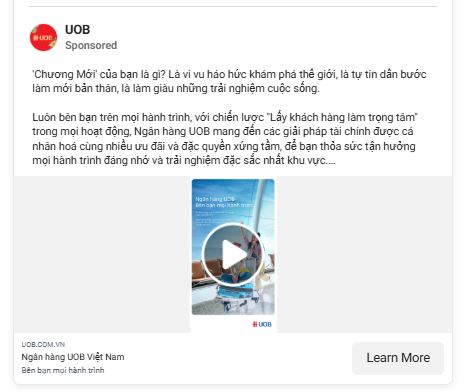 UOB
Sponsored
'Chương Mới' của bạn là gì? Là vi vu háo hức khám phá thế giới, là tự tin dấn bước
làm mới bản thân, là làm giàu những trải nghiệm cuộc sống.
Luôn bên bạn trên mọi hành trình, với chiến lược "Lấy khách hàng làm trọng tâm"
trong mọi hoạt động, Ngân hàng UOB mang đến các giải pháp tài chính được cá
nhân hoá cùng nhiều ưu đãi và đặc quyền xứng tầm, để bạn thỏa sức tận hưởng
mọi hành trình đáng nhớ và trải nghiệm đặc sắc nhất khu vực....
Ngân hàng UOB
Bên bạn mọi hành trình
UOB
UOB.COM.VN
Ngân hàng UOB Việt Nam
Bên bạn mọi hành trình
Learn More